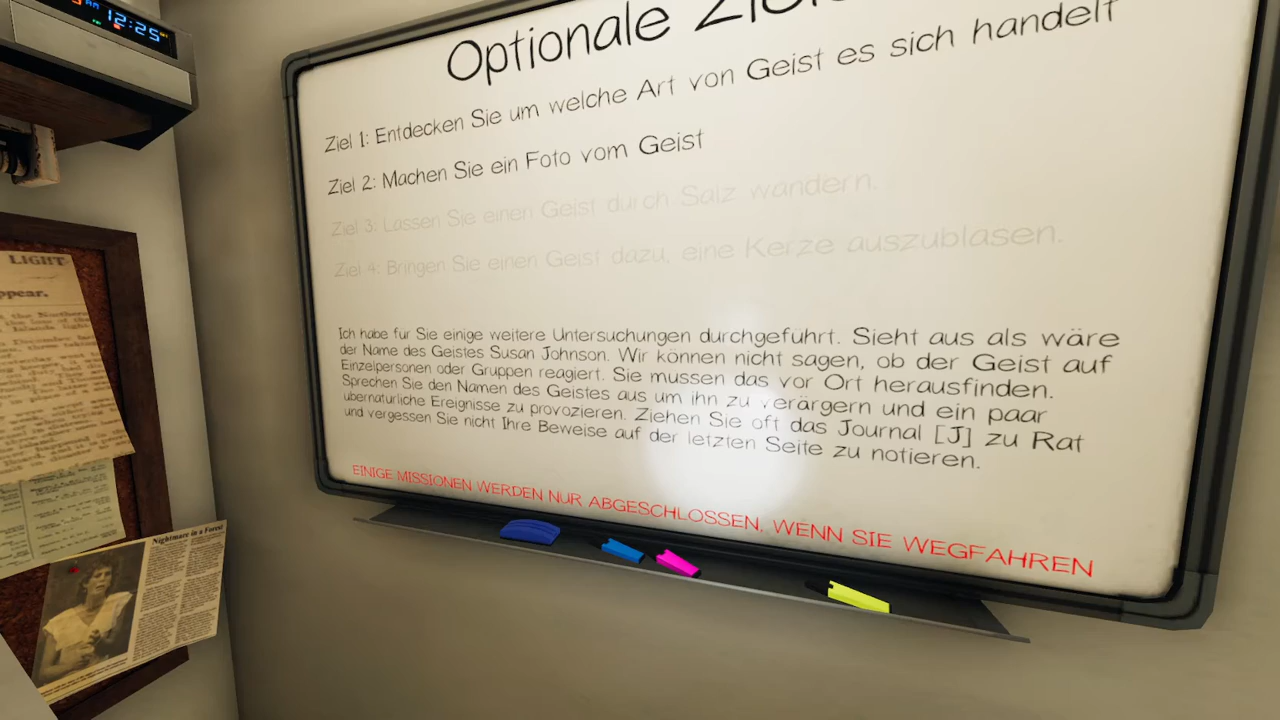 AM 12:25
Optionale
Ziel 1: Entdecken Sie um welche Art von Geist es sich handelt
Ziel 2: Machen Sie ein Foto vom Geist
Ziel 3: Lassen Sie einen Geist durch Salz wandern.
Ziel 4: Bringen Sie einen Geist dazu, eine Kerze auszublasen.
Ich habe für Sie einige weitere Untersuchungen durchgeführt. Sieht aus als wäre
der Name des Geistes Susan Johnson. Wir können nicht sagen, ob der Geist auf
Einzelpersonen oder Gruppen reagiert. Sie müssen das vor Ort herausfinden.
Sprechen Sie den Namen des Geistes aus um ihn zu verärgern und ein paar
übernatürliche Ereignisse zu provozieren. Ziehen Sie oft das Journal [J] zu Rat
und vergessen Sie nicht Ihre Beweise auf der letzten Seite zu notieren.
EINIGE MISSIONEN WERDEN NUR ABGESCHLOSSEN, WENN SIE WEGFAHREN
LIGHT
ppear.
Nightmare in a Forest